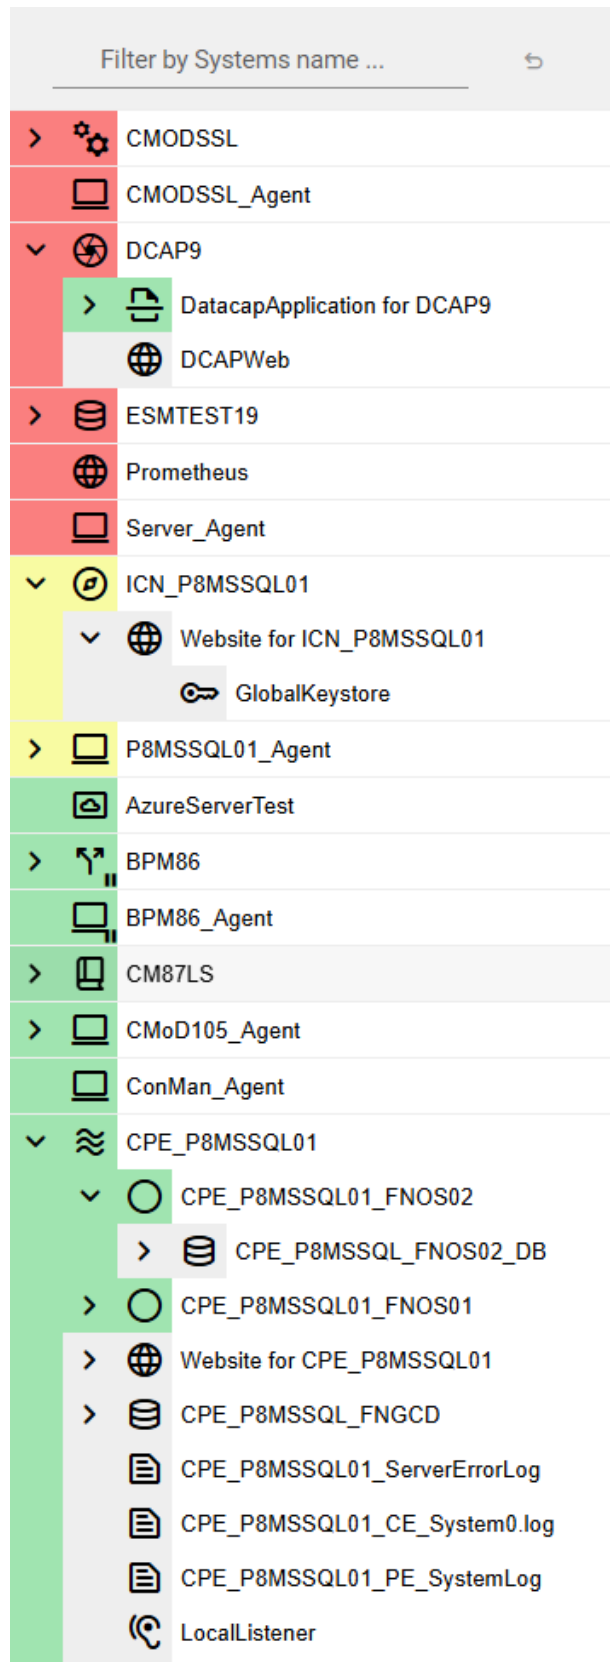 Filter by Systems name ...
CMODSSL
CMODSSL_Agent
DCAP9
DatacapApplication for DCAP9
DCAPWeb
ESMTEST19
Prometheus
Server_Agent
ICN_P8MSSQL01
Website for ICN_P8MSSQL01
GlobalKeystore
P8MSSQL01_Agent
AzureServerTest
BPM86
BPM86_Agent
CM87LS
CMoD105_Agent
ConMan_Agent
CPE_P8MSSQL01
CPE_P8MSSQL01_FNOS02
CPE_P8MSSQL_FNOS02_DB
CPE_P8MSSQL01_FNOS01
Website for CPE_P8MSSQL01
CPE_P8MSSQL_FNGCD
CPE_P8MSSQL01_ServerErrorLog
CPE_P8MSSQL01_CE_System0.log
CPE_P8MSSQL01_PE_SystemLog
LocalListener